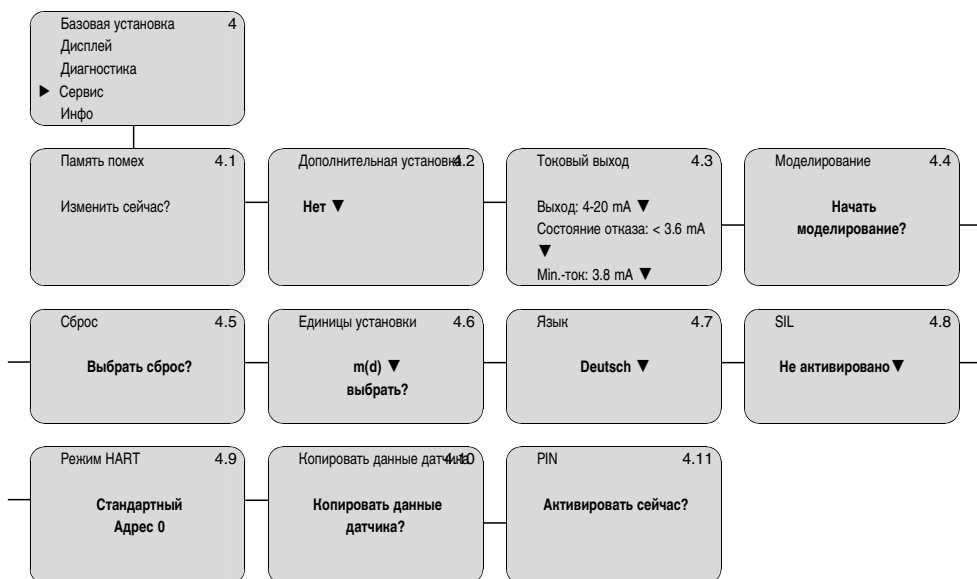 Базовая установка 4
Дисплей
Диагностика
▶ Сервис
Инфо
Память помех 4.1
Изменить сейчас?
Дополнительная установка 4.2
Нет ▼
Токовый выход 4.3
Выход: 4-20 mA ▼
Состояние отказа: < 3.6 mA
▼
Min.-ток: 3.8 mA ▼
Моделирование 4.4
Начать
моделирование?
Сброс 4.5
Выбрать сброс?
Единицы установки 4.6
m(d) ▼
выбрать?
Язык 4.7
Deutsch ▼
SIL 4.8
Не активировано ▼
Режим HART 4.9
Стандартный
Адрес 0
Копировать данные датчика 4.10
Копировать данные
датчика?
PIN 4.11
Активировать сейчас?